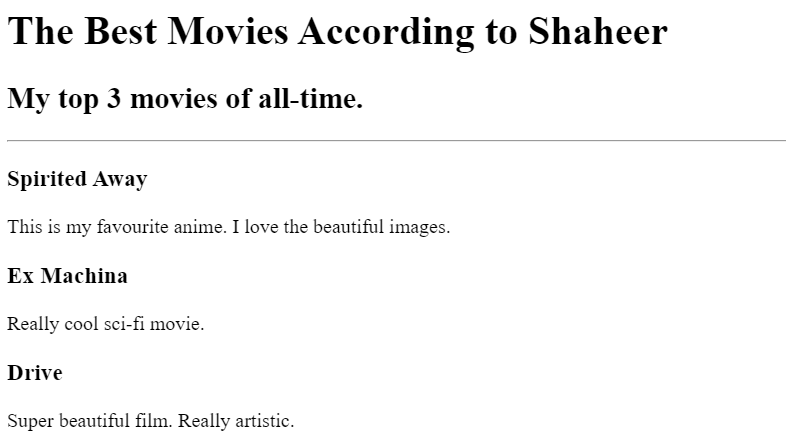 The Best Movies According to Shaheer
My top 3 movies of all-time.
Spirited Away
This is my favourite anime. I love the beautiful images.
Ex Machina
Really cool sci-fi movie.
Drive
Super beautiful film. Really artistic.